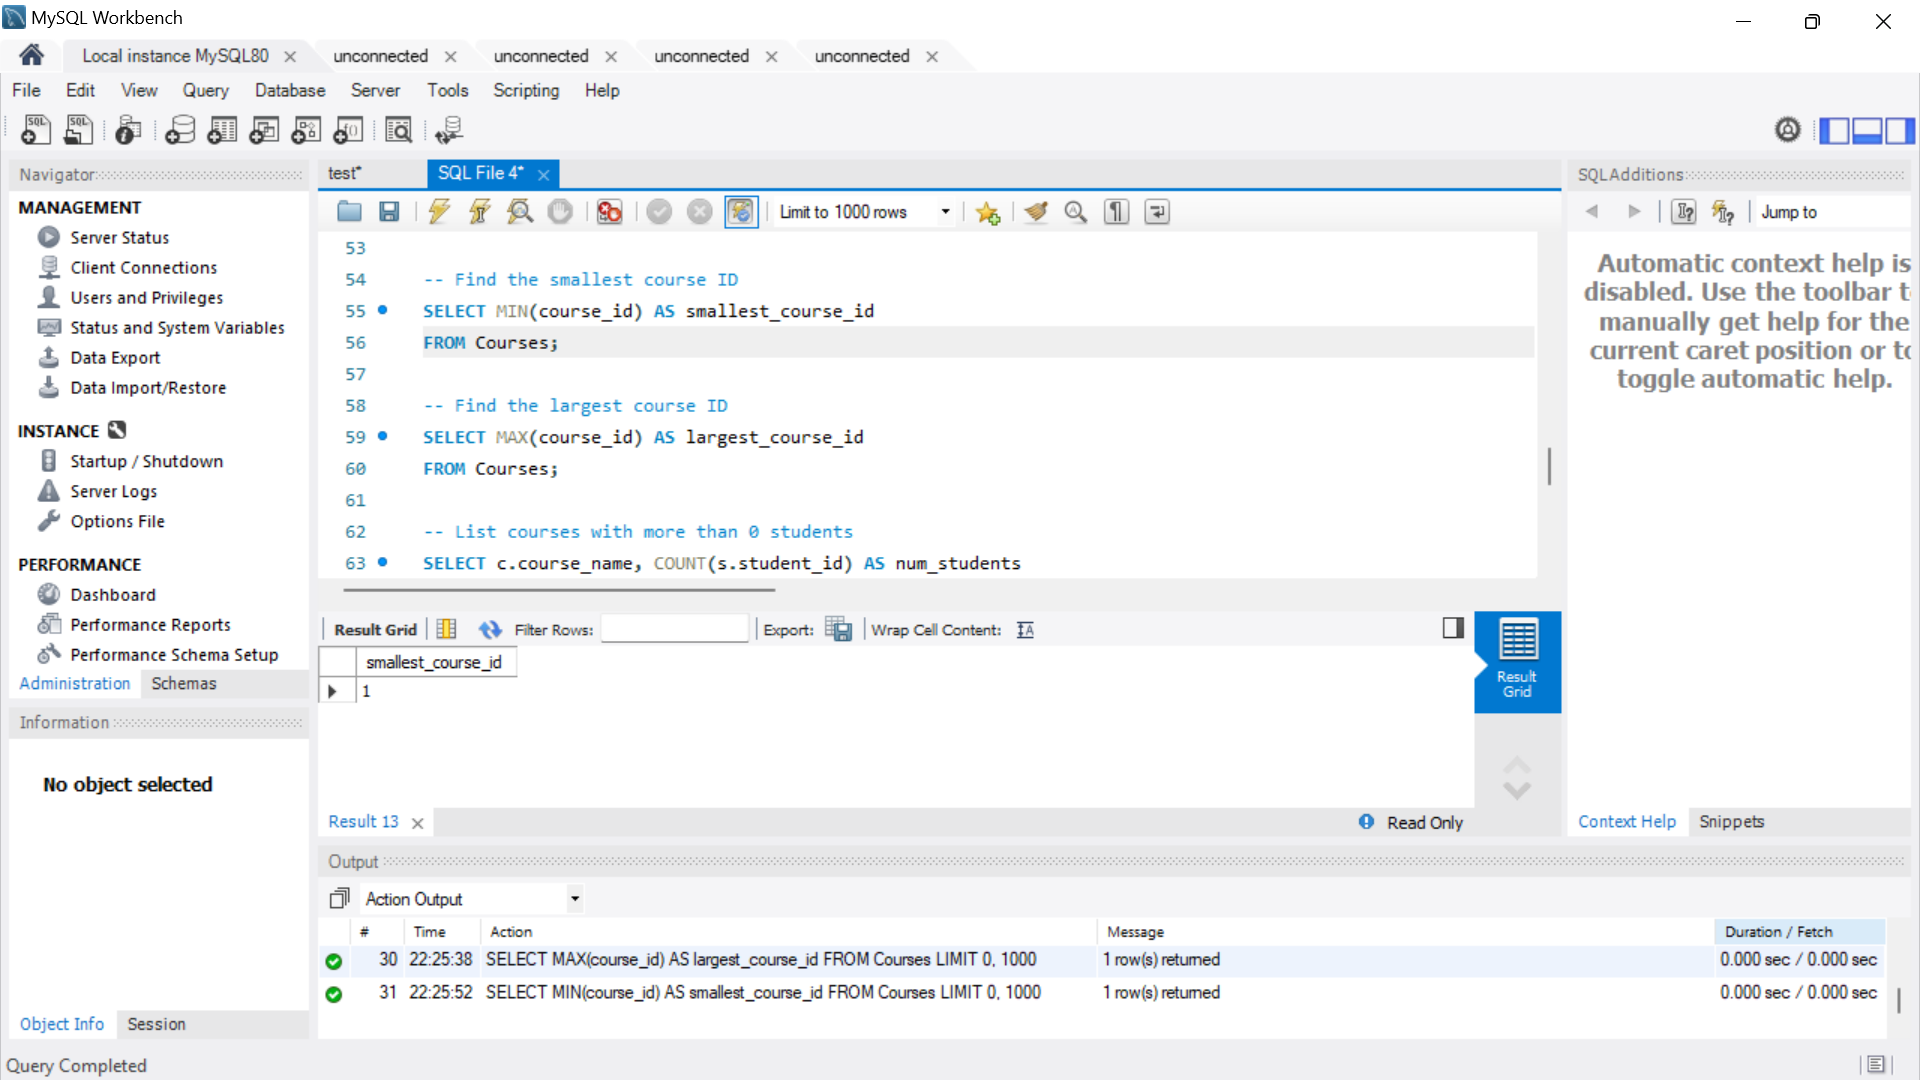 MySQL Workbench
Local instance MySQL80
unconnected
unconnected
unconnected
unconnected
File
Edit
View
Query
Database
Server
Tools
Scripting
Help
Navigator
MANAGEMENT
Server Status
Client Connections
Users and Privileges
Status and System Variables
Data Export
Data Import/Restore
INSTANCE
Startup / Shutdown
Server Logs
Options File
PERFORMANCE
Dashboard
Performance Reports
Performance Schema Setup
Administration
Schemas
Information
No object selected
Object Info
Session
test*
SQL File 4*
Limit to 1000 rows
53
54 -- Find the smallest course ID
55 SELECT MIN(course_id) AS smallest_course_id
56 FROM Courses;
57
58 -- Find the largest course ID
59 SELECT MAX(course_id) AS largest_course_id
60 FROM Courses;
61
62 -- List courses with more than 0 students
63 SELECT c.course_name, COUNT(s.student_id) AS num_students
Result Grid
Filter Rows:
Export:
Wrap Cell Content:
smallest_course_id
1
Result
Grid
Result 13
Read Only
SQLAdditions
Jump to
Automatic context help is
disabled. Use the toolbar t
manually get help for the
current caret position or to
toggle automatic help.
Context Help
Snippets
Output
Action Output
# Time Action Message Duration / Fetch
30 22:25:38 SELECT MAX(course_id) AS largest_course_id FROM Courses LIMIT 0, 1000 1 row(s) returned 0.000 sec / 0.000 sec
31 22:25:52 SELECT MIN(course_id) AS smallest_course_id FROM Courses LIMIT 0, 1000 1 row(s) returned 0.000 sec / 0.000 sec
Query Completed